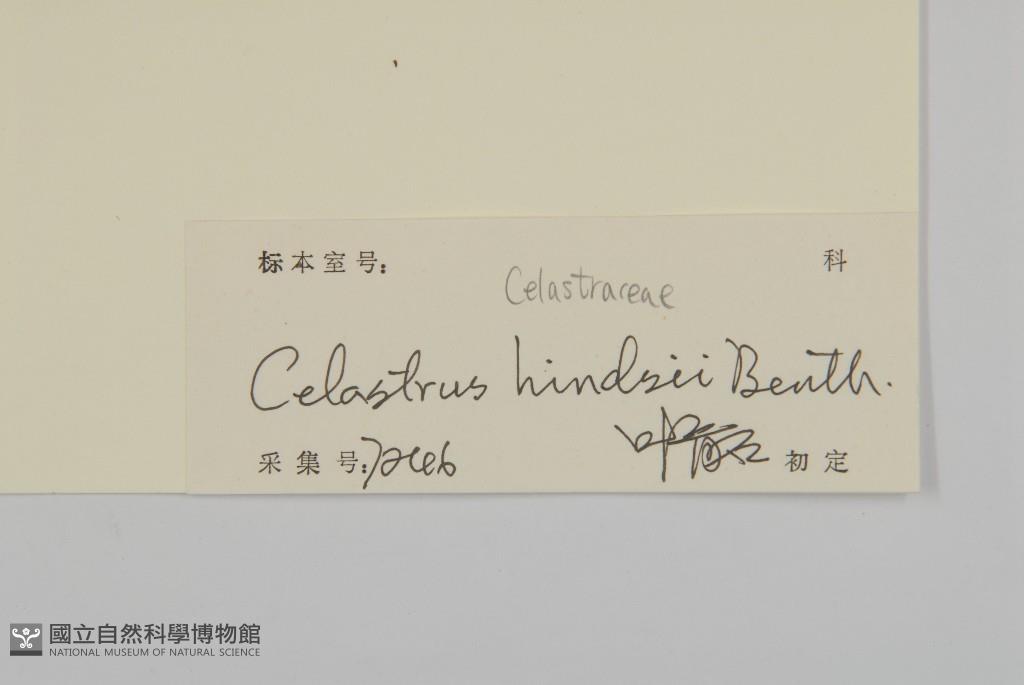 标本室号: 科
Celastraceae
Celastrus hindsii Benth.
采集号: 初定
國立自然科學博物館
NATIONAL MUSEUM OF NATURAL SCIENCE